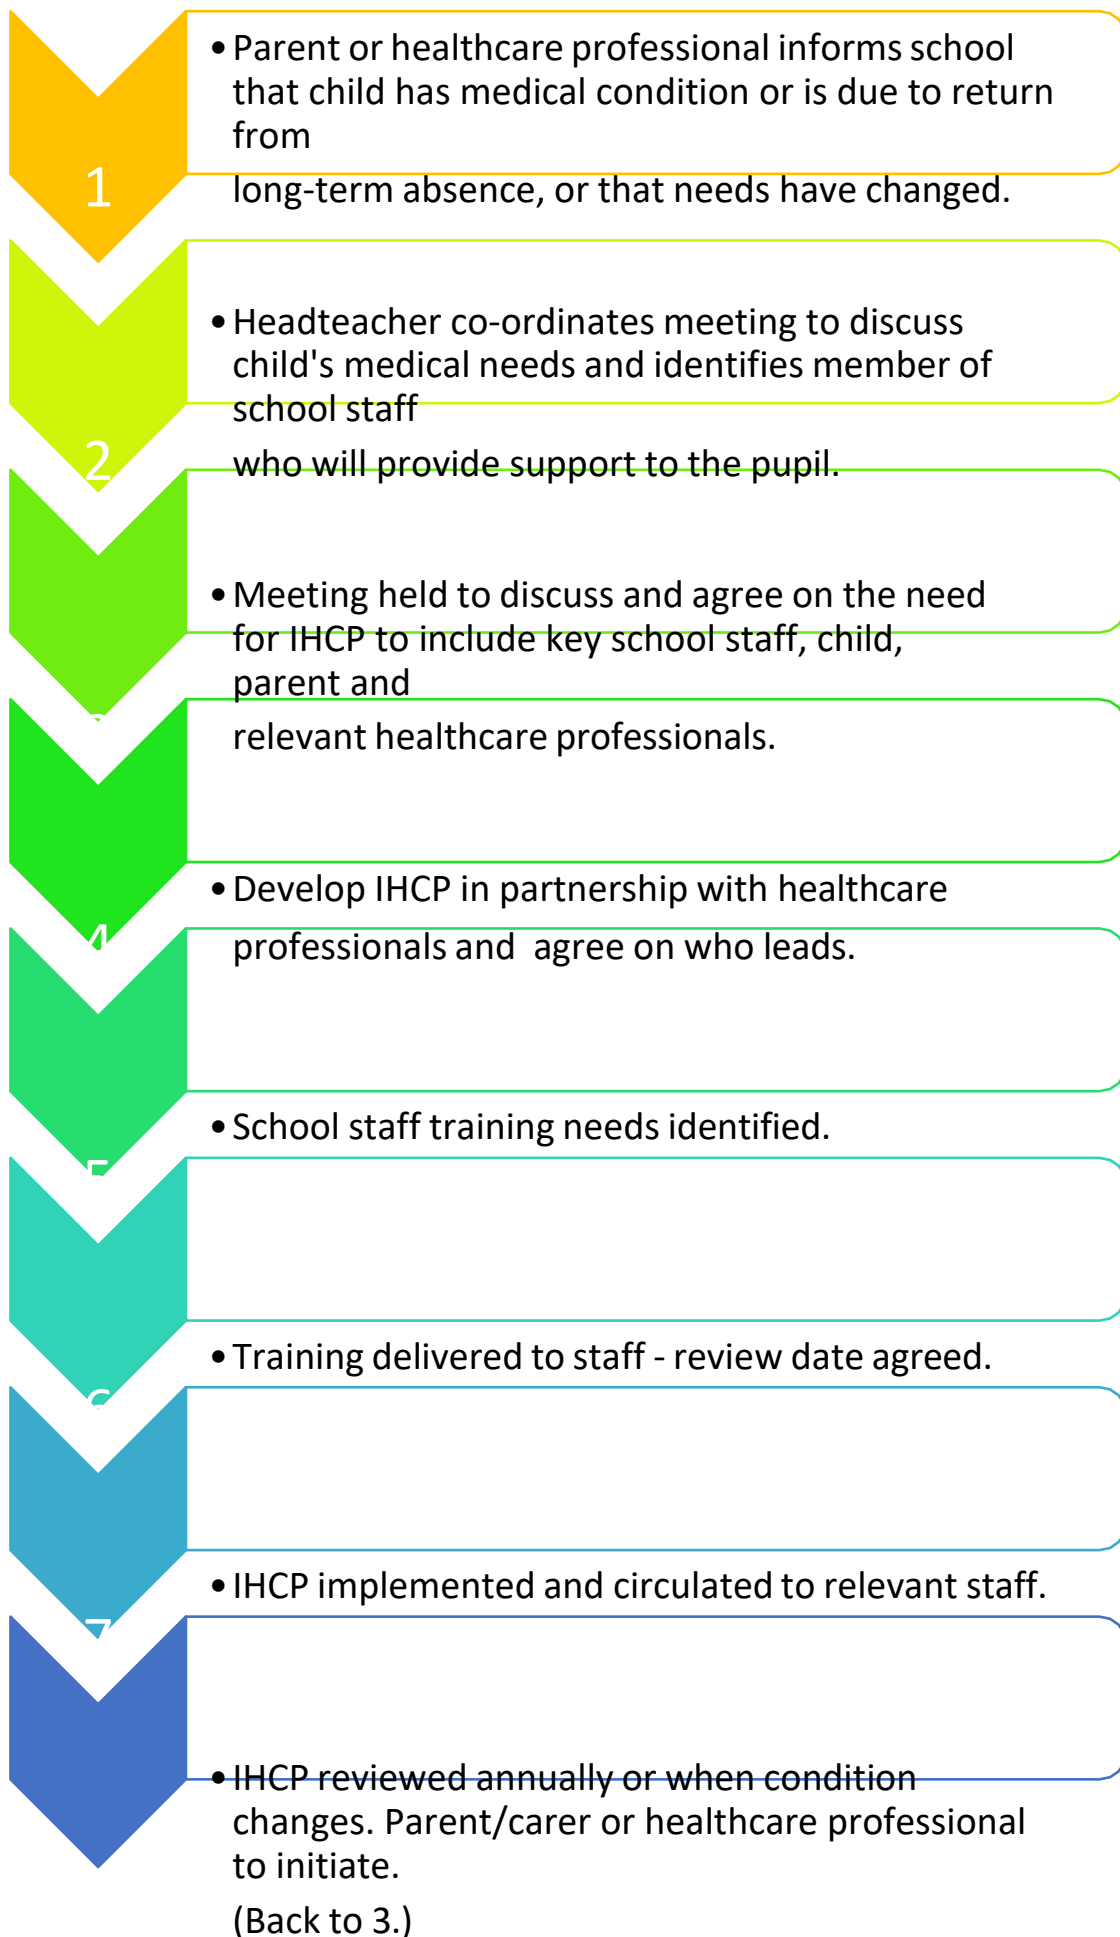 • Parent or healthcare professional informs school
that child has medical condition or is due to return
from
1
long-term absence, or that needs have changed.
• Headteacher co-ordinates meeting to discuss
child's medical needs and identifies member of
school staff
2
who will provide support to the pupil.
• Meeting held to discuss and agree on the need
for IHCP to include key school staff, child,
parent and
relevant healthcare professionals.
• Develop IHCP in partnership with healthcare
4
professionals and agree on who leads.
• School staff training needs identified.
5
• Training delivered to staff - review date agreed.
6
• IHCP implemented and circulated to relevant staff.
7
• IHCP reviewed annually or when condition
changes. Parent/carer or healthcare professional
to initiate.
(Back to 3.)